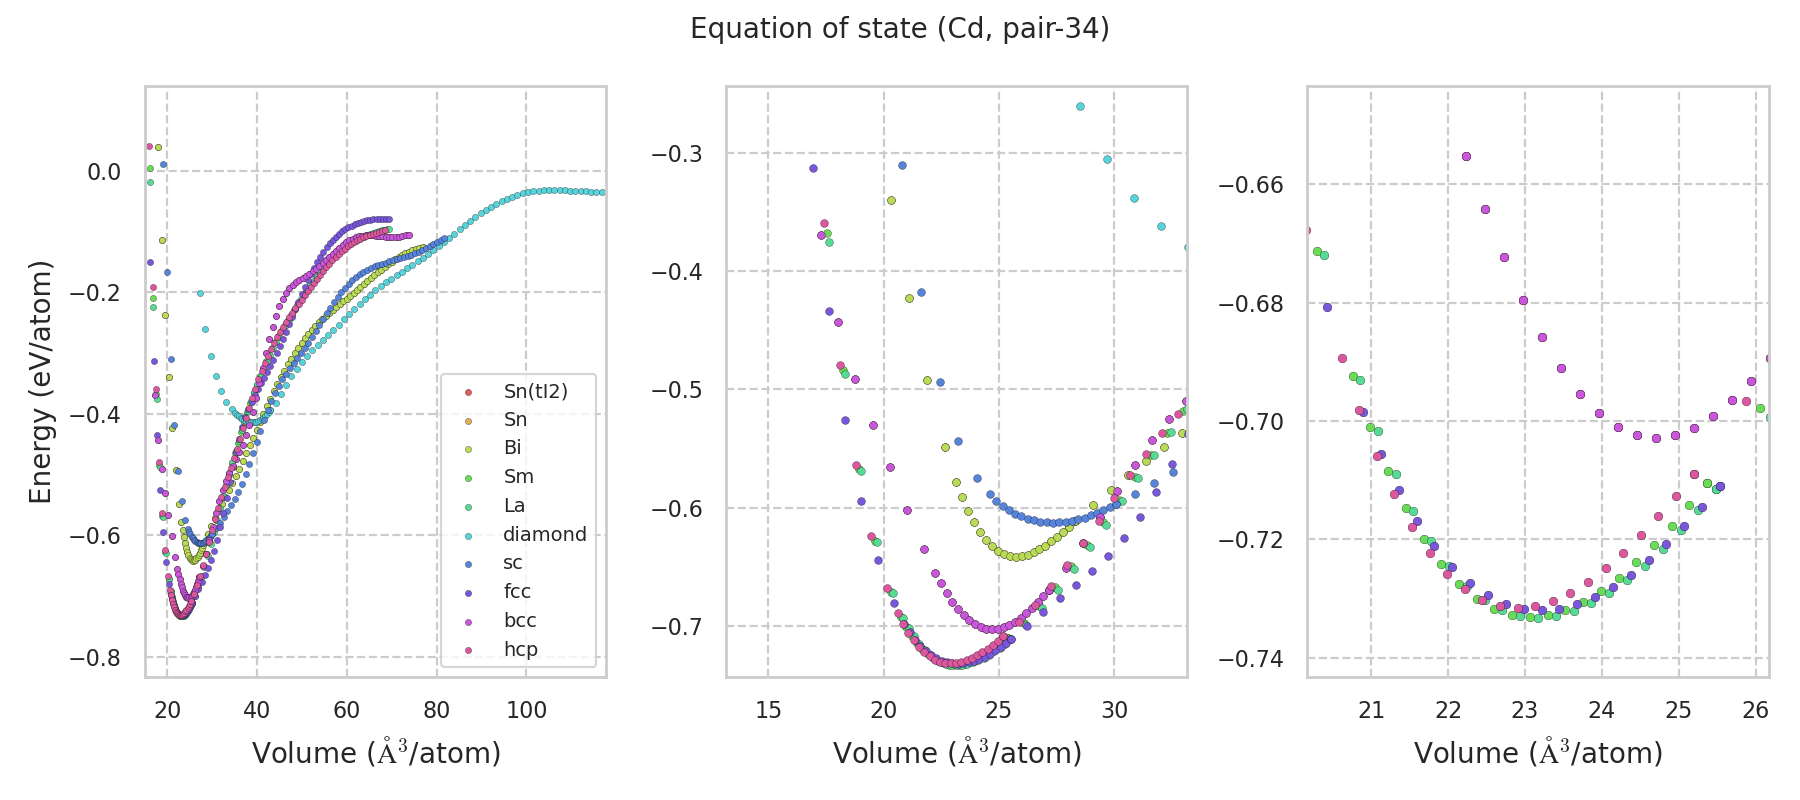 Equation of state (Cd, pair-34)
Energy (eV/atom)
0.0
−0.2
−0.4
−0.6
−0.8
20 40 60 80 100
Volume (Å³/atom)
Sn(tI2)
Sn
Bi
Sm
La
diamond
sc
fcc
bcc
hcp
−0.3
−0.4
−0.5
−0.6
−0.7
15 20 25 30
Volume (Å³/atom)
−0.66
−0.68
−0.70
−0.72
−0.74
21 22 23 24 25 26
Volume (Å³/atom)